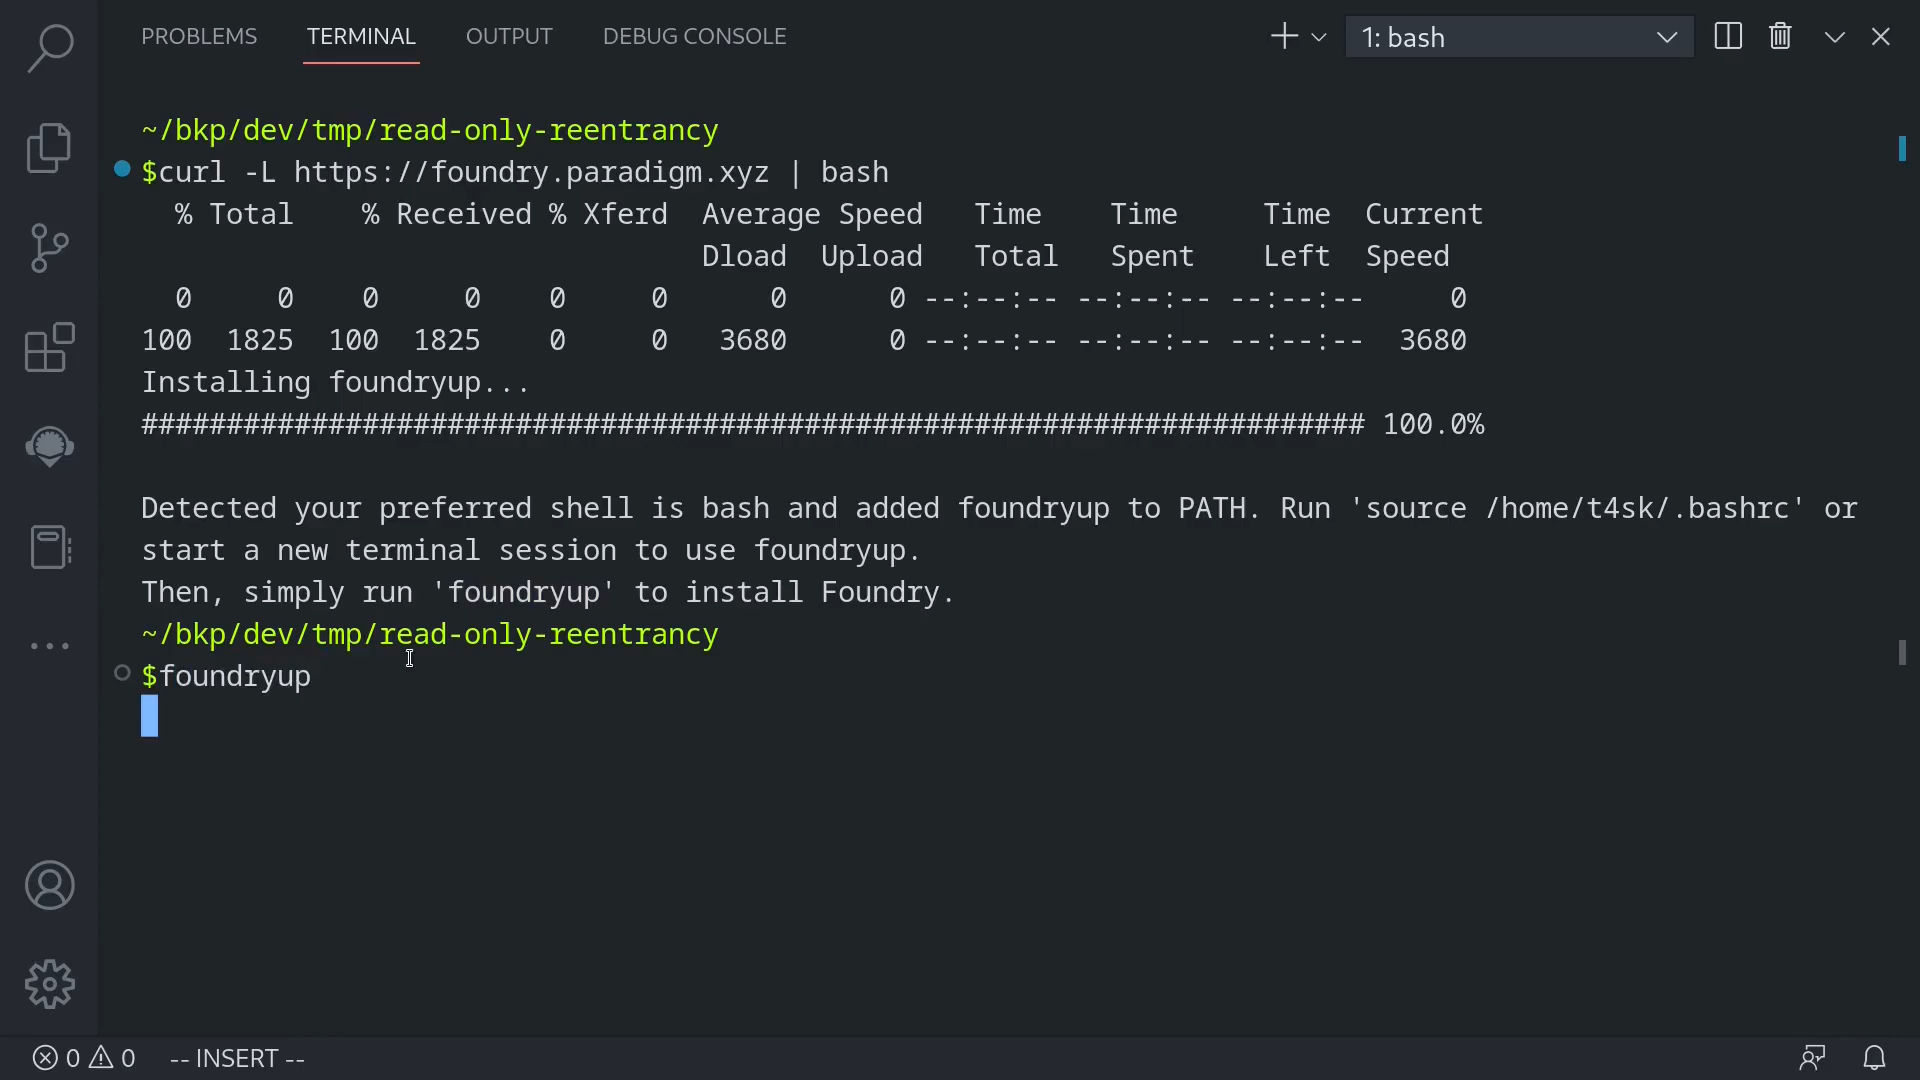 PROBLEMS TERMINAL OUTPUT DEBUG CONSOLE 1: bash
~/bkp/dev/tmp/read-only-reentrancy
$curl -L https://foundry.paradigm.xyz | bash
% Total % Received % Xferd Average Speed Time Time Time Current
Dload Upload Total Spent Left Speed
0 0 0 0 0 0 0 0 --:--:-- --:--:-- --:--:-- 0
100 1825 100 1825 0 0 3680 0 --:--:-- --:--:-- --:--:-- 3680
Installing foundryup...
######################################################################## 100.0%
Detected your preferred shell is bash and added foundryup to PATH. Run 'source /home/t4sk/.bashrc' or
start a new terminal session to use foundryup.
Then, simply run 'foundryup' to install Foundry.
~/bkp/dev/tmp/read-only-reentrancy
$foundryup
0 0 -- INSERT --